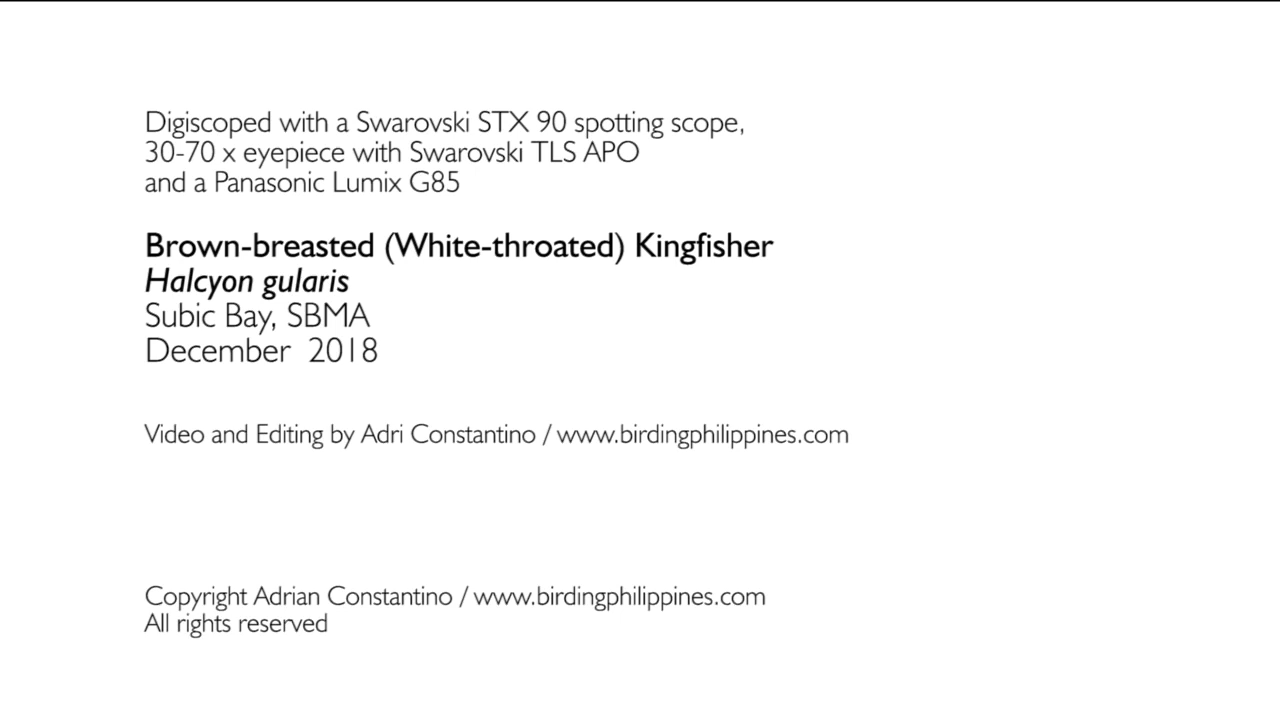 Digiscoped with a Swarovski STX 90 spotting scope,
30-70 x eyepiece with Swarovski TLS APO
and a Panasonic Lumix G85
Brown-breasted (White-throated) Kingfisher
Halcyon gularis
Subic Bay, SBMA
December 2018
Video and Editing by Adri Constantino / www.birdingphilippines.com
Copyright Adrian Constantino / www.birdingphilippines.com
All rights reserved